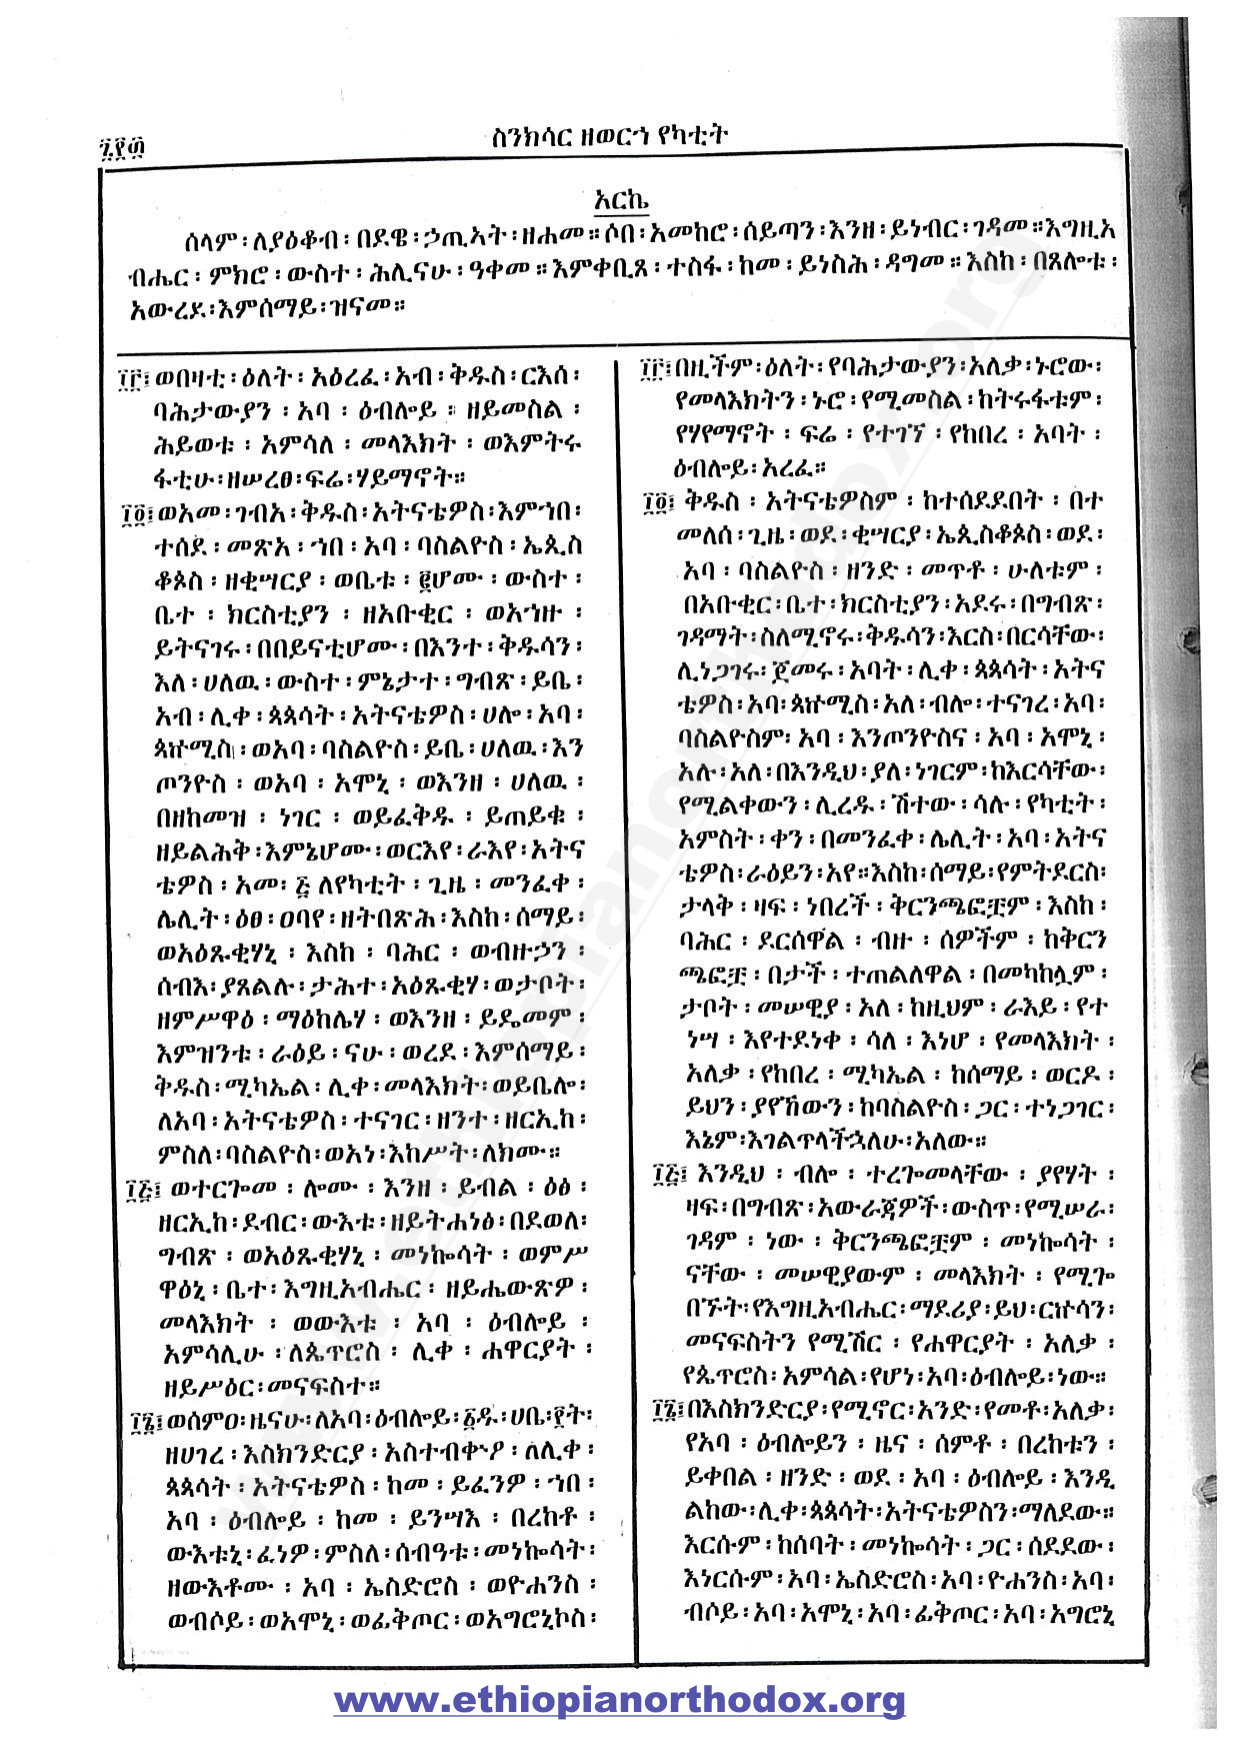 ፯፻፺፫
ስንክሳር ዘወርኀ የካቲት
አርኬ
ሰላም፡ለያዕቆብ፡በደዌ፡ኃጢኣት፡ዘሐመ።ሶበ፡አመከሮ፡ሰይጣን፡እንዘ፡ይነብር፡ገዳመ።እግዚአ
ብሔር፡ምክሮ፡ውስተ፡ሕሊናሁ፡ዓቀመ።እምቀቢጸ፡ተስፋ፡ከመ፡ይነስሕ፡ዳግመ።እስከ፡በጸሎቱ፡
አውረደ፡እምሰማይ፡ዝናመ።
፲፫፤ወበዛቲ፡ዕለት፡አዕረፈ፡አብ፡ቅዱስ፡ርእሰ፡
ባሕታውያን፡አባ፡ዕብሎይ፡ዘይመስል፡
ሕይወቱ፡አምሳለ፡መላእክት፡ወእምትሩ
ፋቲሁ፡ዘሠረፀ፡ፍሬ፡ሃይማኖት።
፲፬፤ወአመ፡ገብአ፡ቅዱስ፡አትናቴዎስ፡እምኀበ፡
ተሰደ፡መጽአ፡ኀበ፡አባ፡ባስልዮስ፡ኤጲስ
ቆጶስ፡ዘቂሣርያ፡ወቤቱ፡፪ሆሙ፡ውስተ፡
ቤተ፡ክርስቲያን፡ዘአቡቂር፡ወአኀዙ፡
ይትናገሩ፡በበይናቲሆሙ፡በእንተ፡ቅዱሳን፡
እለ፡ሀለዉ፡ውስተ፡ምኔታተ፡ግብጽ፡ይቤ፡
አብ፡ሊቀ፡ጳጳሳት፡አትናቴዎስ፡ሀሎ፡አባ፡
ጳኵሚስ፡ወአባ፡ባስልዮስ፡ይቤ፡ሀለዉ፡እን
ጦንዮስ፡ወአባ፡አሞኒ፡ወእንዘ፡ሀለዉ፡
በዘከመዝ፡ነገር፡ወይፈቅዱ፡ይጠይቁ፡
ዘይልሕቅ፡እምኔሆሙ፡ወርእየ፡ራእየ፡አትና
ቴዎስ፡አመ፡፭ ለየካቲት፡ጊዜ፡መንፈቀ፡
ሌሊት፡ዕፀ፡ዐባየ፡ዘትበጽሕ፡እስከ፡ሰማይ፡
ወአዕጹቂሃኒ፡እስከ፡ባሕር፡ወብዙኃን፡
ሰብእ፡ያጸልሉ፡ታሕተ፡አዕጹቂሃ፡ወታቦት፡
ዘምሥዋዕ፡ማዕከሌሃ፡ወእንዘ፡ይዴመም፡
እምዝንቱ፡ራዕይ፡ናሁ፡ወረደ፡እምሰማይ፡
ቅዱስ፡ሚካኤል፡ሊቀ፡መላእክት፡ወይቤሎ፡
ለአባ፡አትናቴዎስ፡ተናገር፡ዘንተ፡ዘርኢከ፡
ምስለ፡ባስልዮስ፡ወአነ፡እከሥት፡ለክሙ።
፲፭፤ ወተርጐመ፡ሎሙ፡እንዘ፡ይብል፡ዕፅ፡
ዘርኢከ፡ደብር፡ውእቱ፡ዘይትሐነፅ፡በደወለ፡
ግብጽ፡ወአዕጹቂሃኒ፡መነኰሳት፡ወምሥ
ዋዕኒ፡ቤተ፡እግዚአብሔር፡ዘይሔውጽዎ፡
መላእክት፡ወውእቱ፡አባ፡ዕብሎይ፡
አምሳሊሁ፡ለጴጥሮስ፡ሊቀ፡ሐዋርያት፡
ዘይሥዕር፡መናፍስተ።
፲፮፤ወሰምዐ፡ዜናሁ፡ለአባ፡ዕብሎይ፡፩ዱ፡ሀቤ፡፻ት፡
ዘሀገረ፡እስክንድርያ፡አስተብቍዖ፡ለሊቀ፡
ጳጳሳት፡አትናቴዎስ፡ከመ፡ይፈንዎ፡ኀበ፡
አባ፡ዕብሎይ፡ከመ፡ይንሣእ፡በረከቶ፡
ውእቱኒ፡ፈነዎ፡ምስለ፡ሰብዓቱ፡መነኰሳት፡
ዘውእቶሙ፡አባ፡ኤስድሮስ፡ወዮሐንስ፡
ወብሶይ፡ወአሞኒ፡ወፊቅጦር፡ወአግሮኒኮስ፡
፲፫፤በዚችም፡ዕለት፡የባሕታውያን፡አለቃ፡ኑሮው፡
የመላእክትን፡ኑሮ፡የሚመስል፡ከትሩፋቱም፡
የሃየማኖት፡ፍሬ፡የተገኘ፡የከበረ፡አባት፡
ዕብሎይ፡አረፈ።
፲፬፤ ቅዱስ፡አትናቴዎስም፡ከተሰደደበት፡በተ
መለሰ፡ጊዜ፡ወደ፡ቂሣርያ፡ኤጲስቆጶስ፡ወደ፡
አባ፡ባስልዮስ፡ዘንድ፡መጥቶ፡ሁለቱም፡
በአቡቂር፡ቤተ፡ክርስቲያን፡አደሩ፡በግብጽ፡
ገዳማት፡ስለሚኖሩ፡ቅዱሳን፡እርስ፡በርሳቸው፡
ሊነጋገሩ፡ጀመሩ፡አባት፡ሊቀ፡ጳጳሳት፡አትና
ቴዎስ፡አባ፡ጳኵሚስ፡አለ፡ብሎ፡ተናገረ፡አባ፡
ባስልዮስም፡አባ፡እንጦንዮስና፡አባ፡አሞኒ፡
አሉ፡አለ፡በእንዲህ፡ያለ፡ነገርም፡ከእርሳቸው፡
የሚልቀውን፡ሊረዱ፡ሽተው፡ሳሉ፡የካቲት፡
አምስት፡ቀን፡በመንፈቀ፡ሌሊት፡አባ፡አትና
ቴዎስ፡ራዕይን፡አየ።እስከ፡ሰማይ፡የምትደርስ፡
ታላቅ፡ዛፍ፡ነበረች፡ቅርንጫፎቿም፡እስከ፡
ባሕር፡ደርሰዋል፡ብዙ፡ሰዎችም፡ከቅርን
ጫፎቿ፡በታች፡ተጠልለዋል፡በመካከሏም፡
ታቦት፡መሠዊያ፡አለ፡ከዚህም፡ራእይ፡የተ
ነሣ፡እየተደነቀ፡ሳለ፡እነሆ፡የመላእክት፡
አለቃ፡የከበረ፡ሚካኤል፡ከሰማይ፡ወርዶ፡
ይህን፡ያየኸውን፡ከባስልዮስ፡ጋር፡ተነጋገር፡
እኔም፡እገልጥላችኋለሁ፡አለው።
፲፭፤ እንዲህ፡ብሎ፡ተረጐመላቸው፡ያየሃት፡
ዛፍ፡በግብጽ፡አውራጃዎች፡ውስጥ፡የሚሠራ፡
ገዳም፡ነው፡ቅርንጫፎቿም፡መነኰሳት፡
ናቸው፡መሠዊያውም፡መላእክት፡የሚጐ
በኙት፡የእግዚአብሔር፡ማደሪያ፡ይህ፡ርኩሳን፡
መናፍስትን የሚሽር፡የሐዋርያት፡አለቃ፡
የጴጥሮስ፡አምሳል፡የሆነ፡አባ፡ዕብሎይ፡ነው።
፲፮፤በእስክንድርያ፡የሚኖር፡አንድ፡የመቶ፡አለቃ፡
የአባ፡ዕብሎይን፡ዜና፡ሰምቶ፡በረከቱን፡
ይቀበል፡ዘንድ፡ወደ፡አባ፡ዕብሎይ፡እንዲ
ልከው፡ሊቀ፡ጳጳሳት፡አትናቴዎስን፡ማለደው።
እርሱም፡ከሰባት፡መነኰሳት፡ጋር፡ሰደደው፡
እነርሱም፡አባ፡ኤስድሮስ፡አባ፡ዮሐንስ፡አባ፡
ብሶይ፡አባ፡አሞኒ፡አባ፡ፊቅጦር፡አባ፡አግሮኒ
www.ethiopianorthodox.org
www.ethiopianorthodox.org